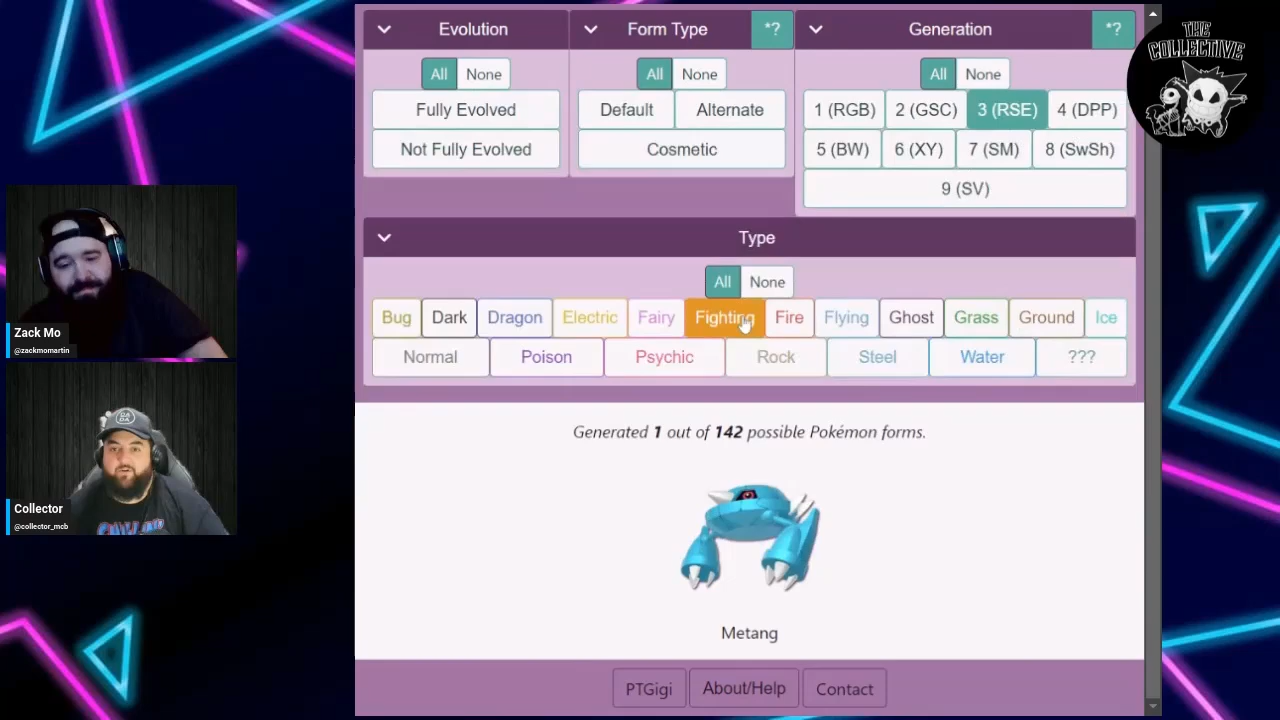 THE
COLLECTIVE
Evolution
Form Type
*?
Generation
*?
All None
All None
All None
Fully Evolved
Default
Alternate
1 (RGB)
2 (GSC)
3 (RSE)
4 (DPP)
Not Fully Evolved
Cosmetic
5 (BW)
6 (XY)
7 (SM)
8 (SwSh)
9 (SV)
Type
All None
Bug Dark Dragon Electric Fairy Fighting Fire Flying Ghost Grass Ground Ice
Normal Poison Psychic Rock Steel Water ???
Generated 1 out of 142 possible Pokémon forms.
Metang
PTGigi
About/Help
Contact
Zack Mo
@zackmomartin
Collector
@collector_mcb